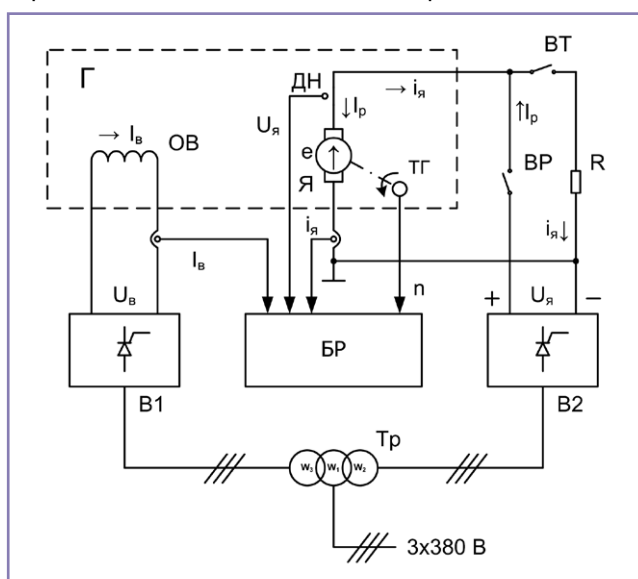 Г
ВТ
ДН
→ iя
↓Iр
Uя
→ Iв
ОВ
↑Iр
e
Я
ТГ
ВР
R
iя
iя↓
Iв
n
Uв
+ Uя −
БР
В1
В2
Тр
w₃ w₁ w₂
3x380 В